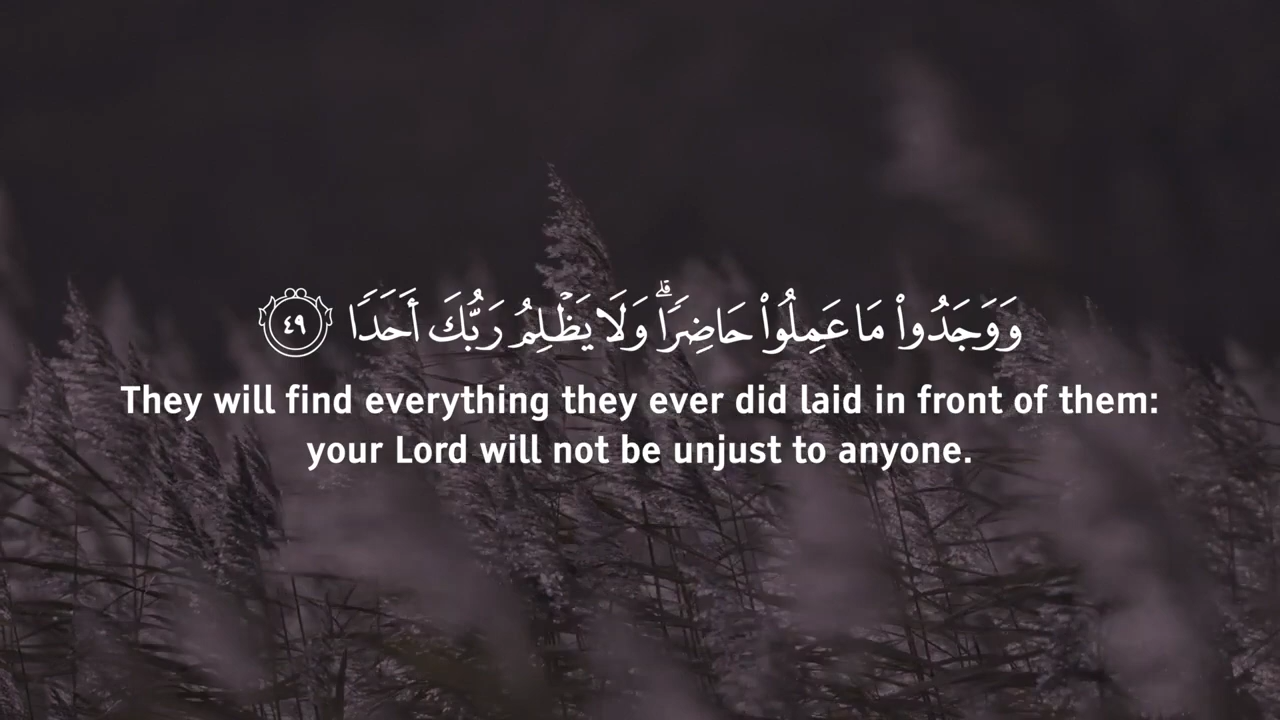 وَوَجَدُوا۟ مَا عَمِلُوا۟ حَاضِرًۭا ۗ وَلَا يَظْلِمُ رَبُّكَ أَحَدًۭا ٤٩
They will find everything they ever did laid in front of them:
your Lord will not be unjust to anyone.